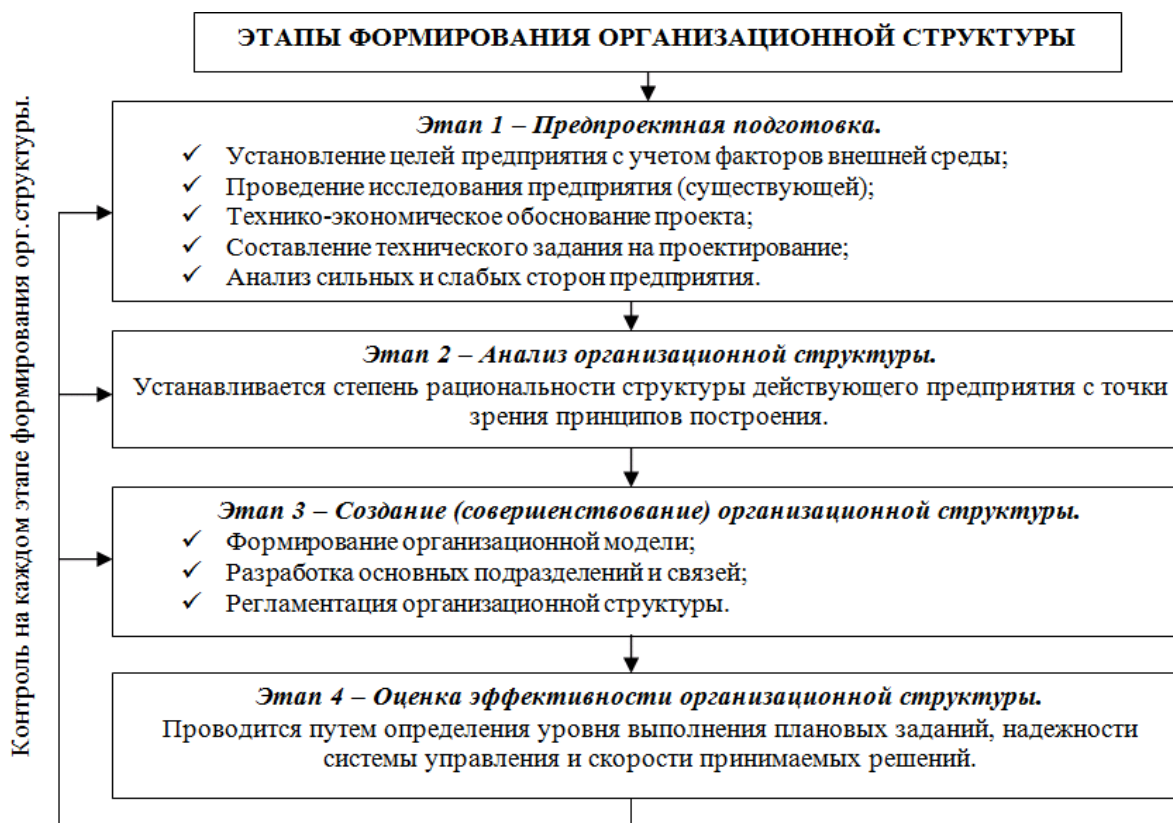 ЭТАПЫ ФОРМИРОВАНИЯ ОРГАНИЗАЦИОННОЙ СТРУКТУРЫ
Контроль на каждом этапе формирования орг.структуры.
Этап 1 – Предпроектная подготовка.
✓ Установление целей предприятия с учетом факторов внешней среды;
✓ Проведение исследования предприятия (существующей);
✓ Технико-экономическое обоснование проекта;
✓ Составление технического задания на проектирование;
✓ Анализ сильных и слабых сторон предприятия.
Этап 2 – Анализ организационной структуры.
Устанавливается степень рациональности структуры действующего предприятия с точки
зрения принципов построения.
Этап 3 – Создание (совершенствование) организационной структуры.
✓ Формирование организационной модели;
✓ Разработка основных подразделений и связей;
✓ Регламентация организационной структуры.
Этап 4 – Оценка эффективности организационной структуры.
Проводится путем определения уровня выполнения плановых заданий, надежности
системы управления и скорости принимаемых решений.